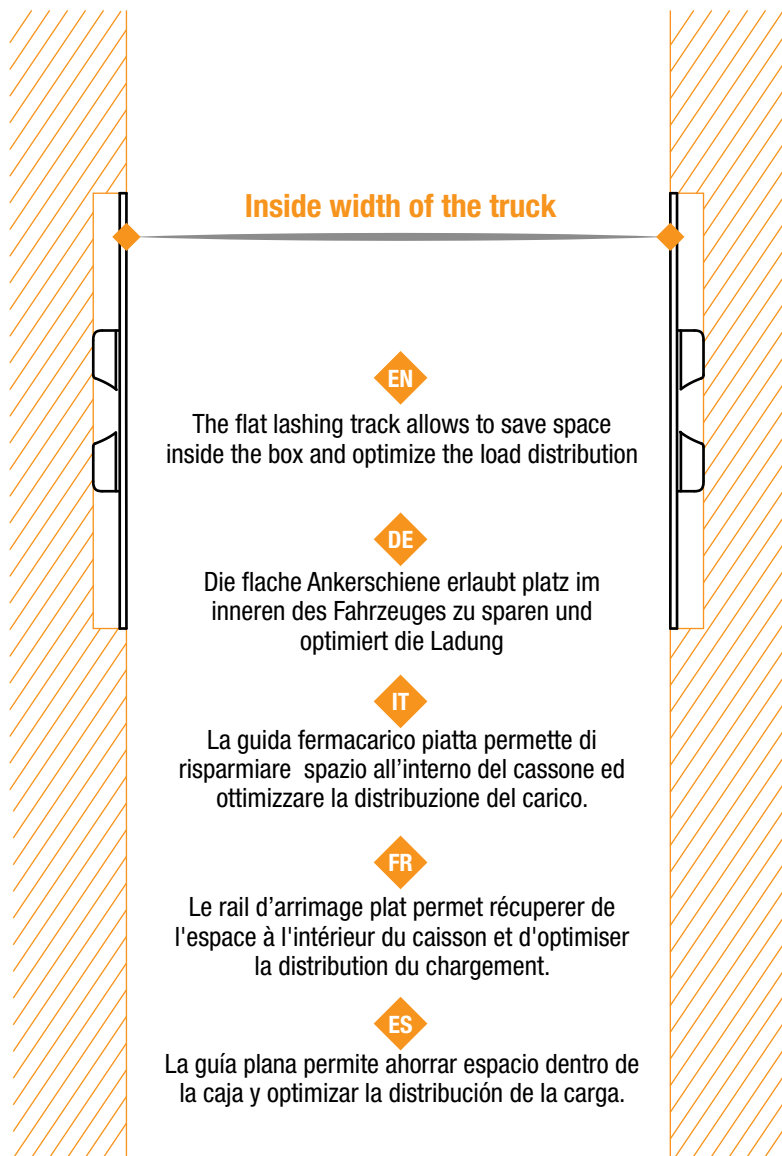 Inside width of the truck
EN
The flat lashing track allows to save space
inside the box and optimize the load distribution
DE
Die flache Ankerschiene erlaubt platz im
inneren des Fahrzeuges zu sparen und
optimiert die Ladung
IT
La guida fermacarico piatta permette di
risparmiare  spazio all’interno del cassone ed
ottimizzare la distribuzione del carico.
FR
Le rail d’arrimage plat permet récuperer de
l'espace à l'intérieur du caisson et d'optimiser
la distribution du chargement.
ES
La guía plana permite ahorrar espacio dentro de
la caja y optimizar la distribución de la carga.